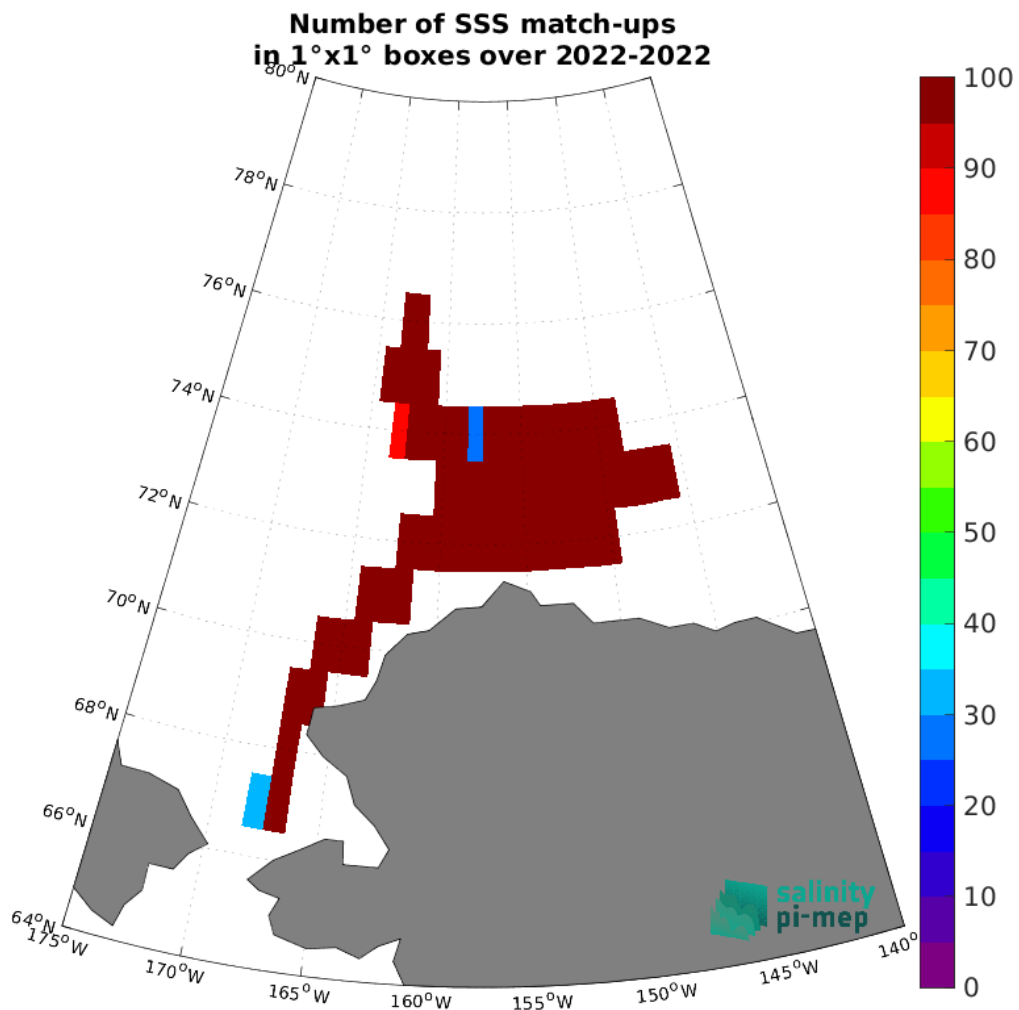 Number of SSS match-ups
in 1°x1° boxes over 2022-2022
80°N
78°N
76°N
74°N
72°N
70°N
68°N
66°N
64°N
175°W
170°W
165°W
160°W
155°W
150°W
145°W
140°
100
90
80
70
60
50
40
30
20
10
0
salinity
pi-mep